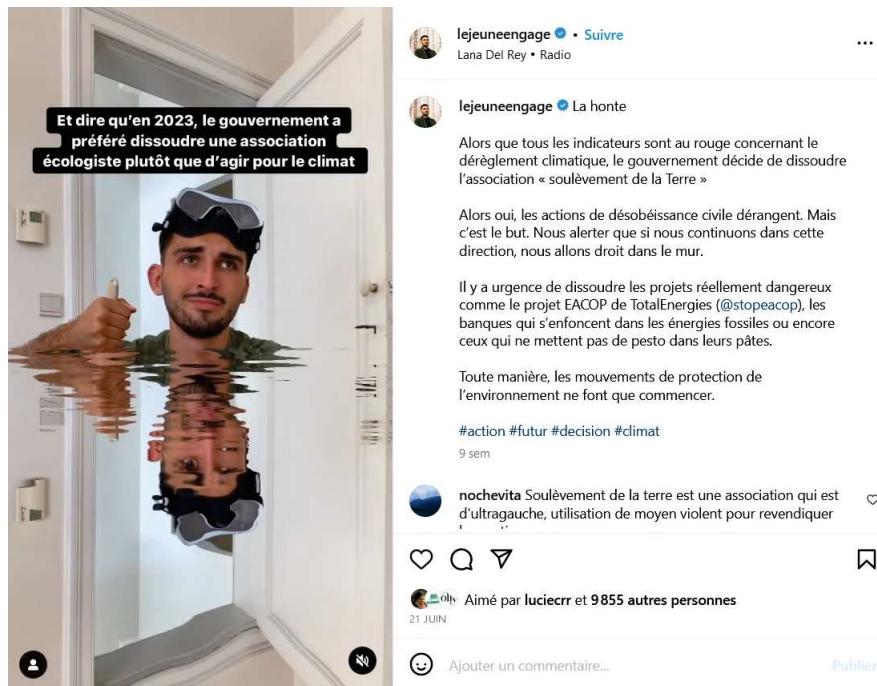 Et dire qu'en 2023, le gouvernement a
préféré dissoudre une association
écologiste plutôt que d'agir pour le climat
lejeuneengage • Suivre
Lana Del Rey • Radio
lejeuneengage La honte
Alors que tous les indicateurs sont au rouge concernant le
dérèglement climatique, le gouvernement décide de dissoudre
l'association « soulèvement de la Terre »
Alors oui, les actions de désobéissance civile dérangent. Mais
c'est le but. Nous alerter que si nous continuons dans cette
direction, nous allons droit dans le mur.
Il y a urgence de dissoudre les projets réellement dangereux
comme le projet EACOP de TotalEnergies (@stopeacop), les
banques qui s'enfoncent dans les énergies fossiles ou encore
ceux qui ne mettent pas de pesto dans leurs pâtes.
Toute manière, les mouvements de protection de
l'environnement ne font que commencer.
#action #futur #decision #climat
9 sem
nochevita Soulèvement de la terre est une association qui est
d'ultragauche, utilisation de moyen violent pour revendiquer
Aimé par luciecrr et 9 855 autres personnes
21 JUIN
Ajouter un commentaire...
Publier